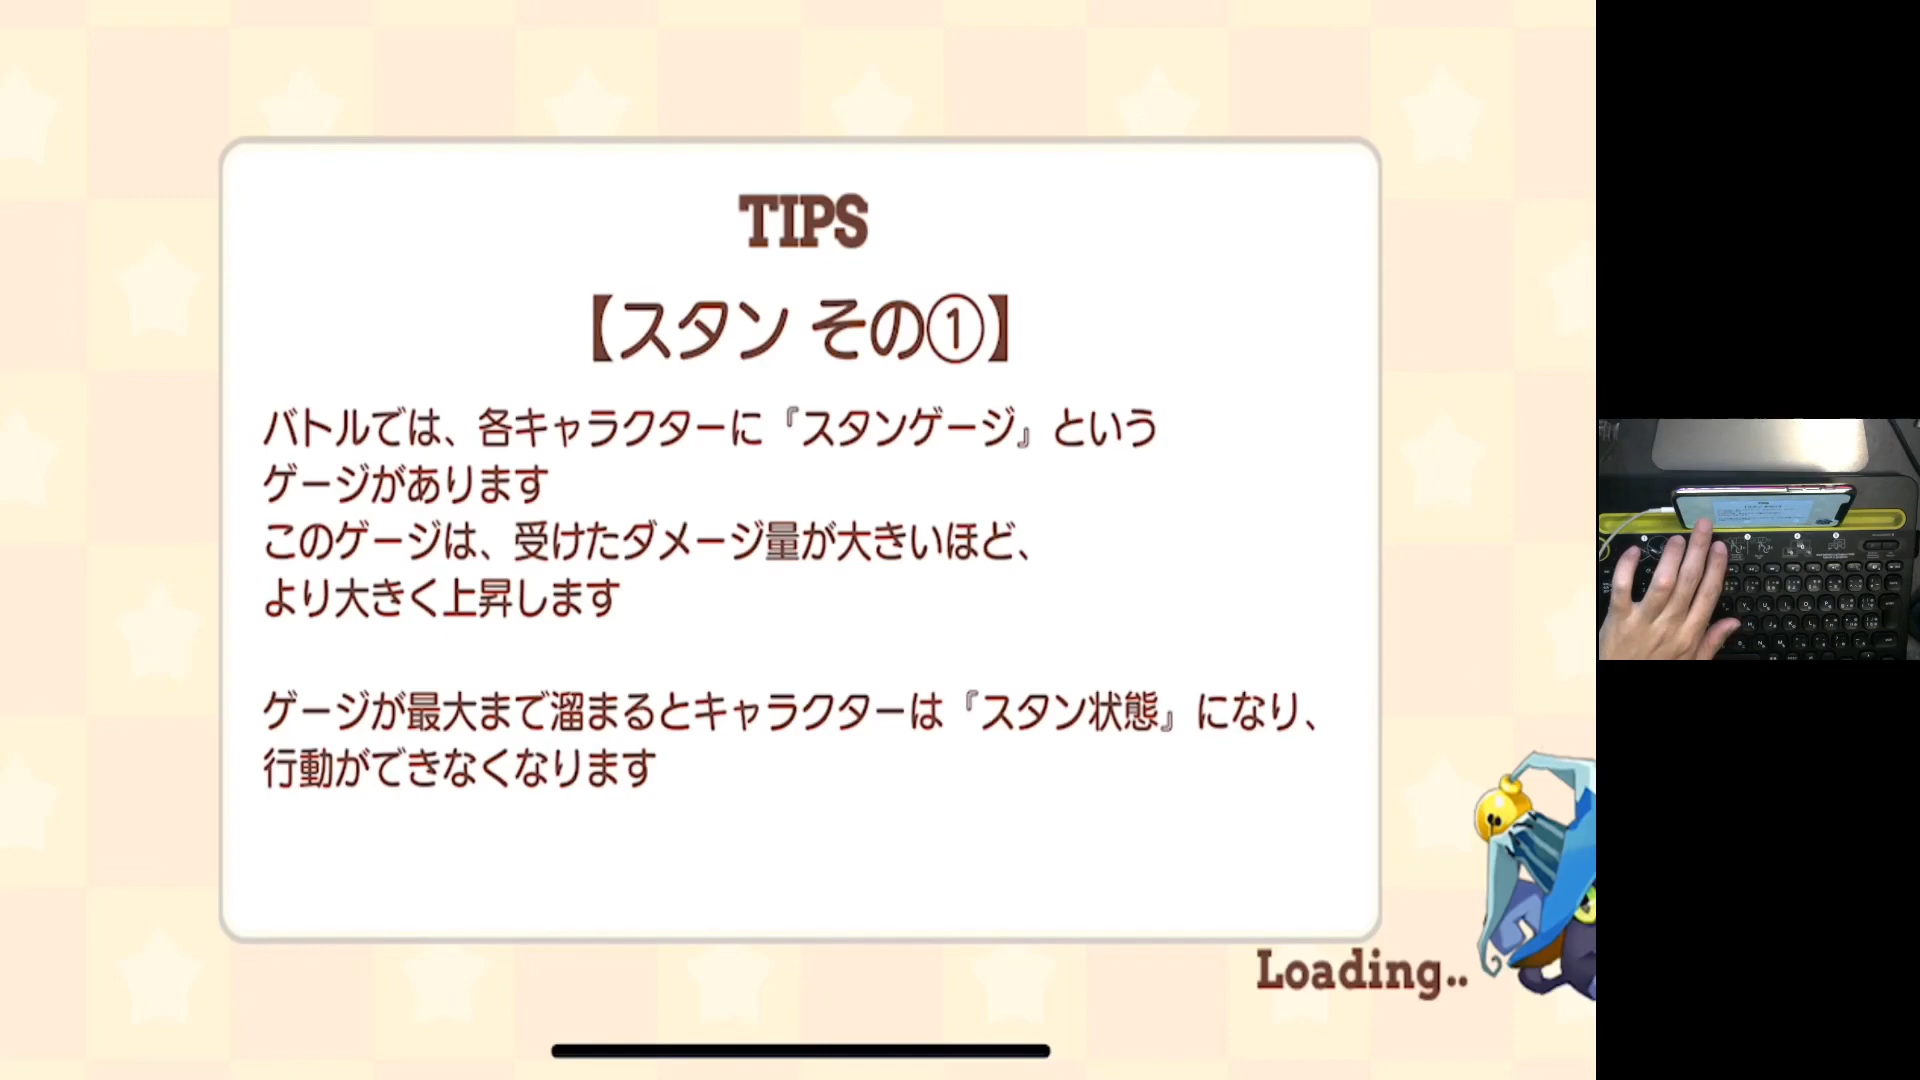 TIPS
【スタン その①】
バトルでは、各キャラクターに『スタンゲージ』という
ゲージがあります
このゲージは、受けたダメージ量が大きいほど、
より大きく上昇します
ゲージが最大まで溜まるとキャラクターは『スタン状態』になり、
行動ができなくなります
Loading..